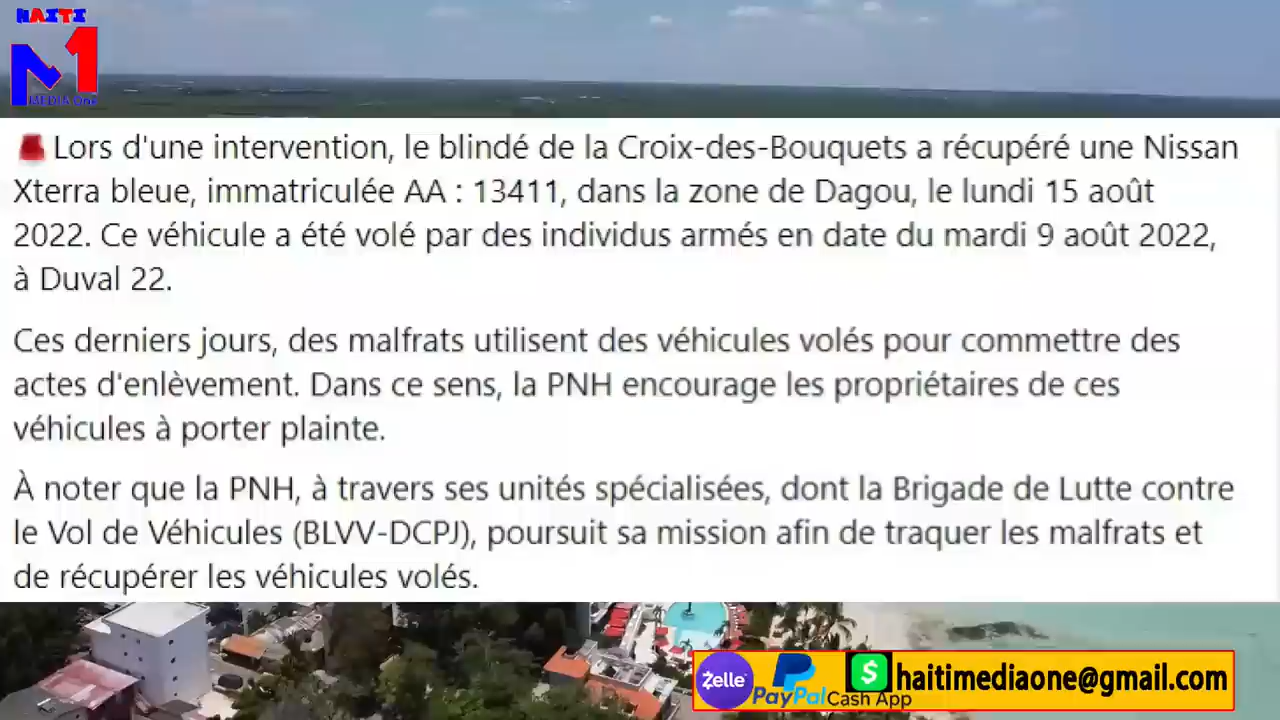 HAITI
M1
MEDIA One
Lors d'une intervention, le blindé de la Croix-des-Bouquets a récupéré une Nissan
Xterra bleue, immatriculée AA : 13411, dans la zone de Dagou, le lundi 15 août
2022. Ce véhicule a été volé par des individus armés en date du mardi 9 août 2022,
à Duval 22.
Ces derniers jours, des malfrats utilisent des véhicules volés pour commettre des
actes d'enlèvement. Dans ce sens, la PNH encourage les propriétaires de ces
véhicules à porter plainte.
À noter que la PNH, à travers ses unités spécialisées, dont la Brigade de Lutte contre
le Vol de Véhicules (BLVV-DCPJ), poursuit sa mission afin de traquer les malfrats et
de récupérer les véhicules volés.
Zelle PayPal $ Cash App haitimediaone@gmail.com